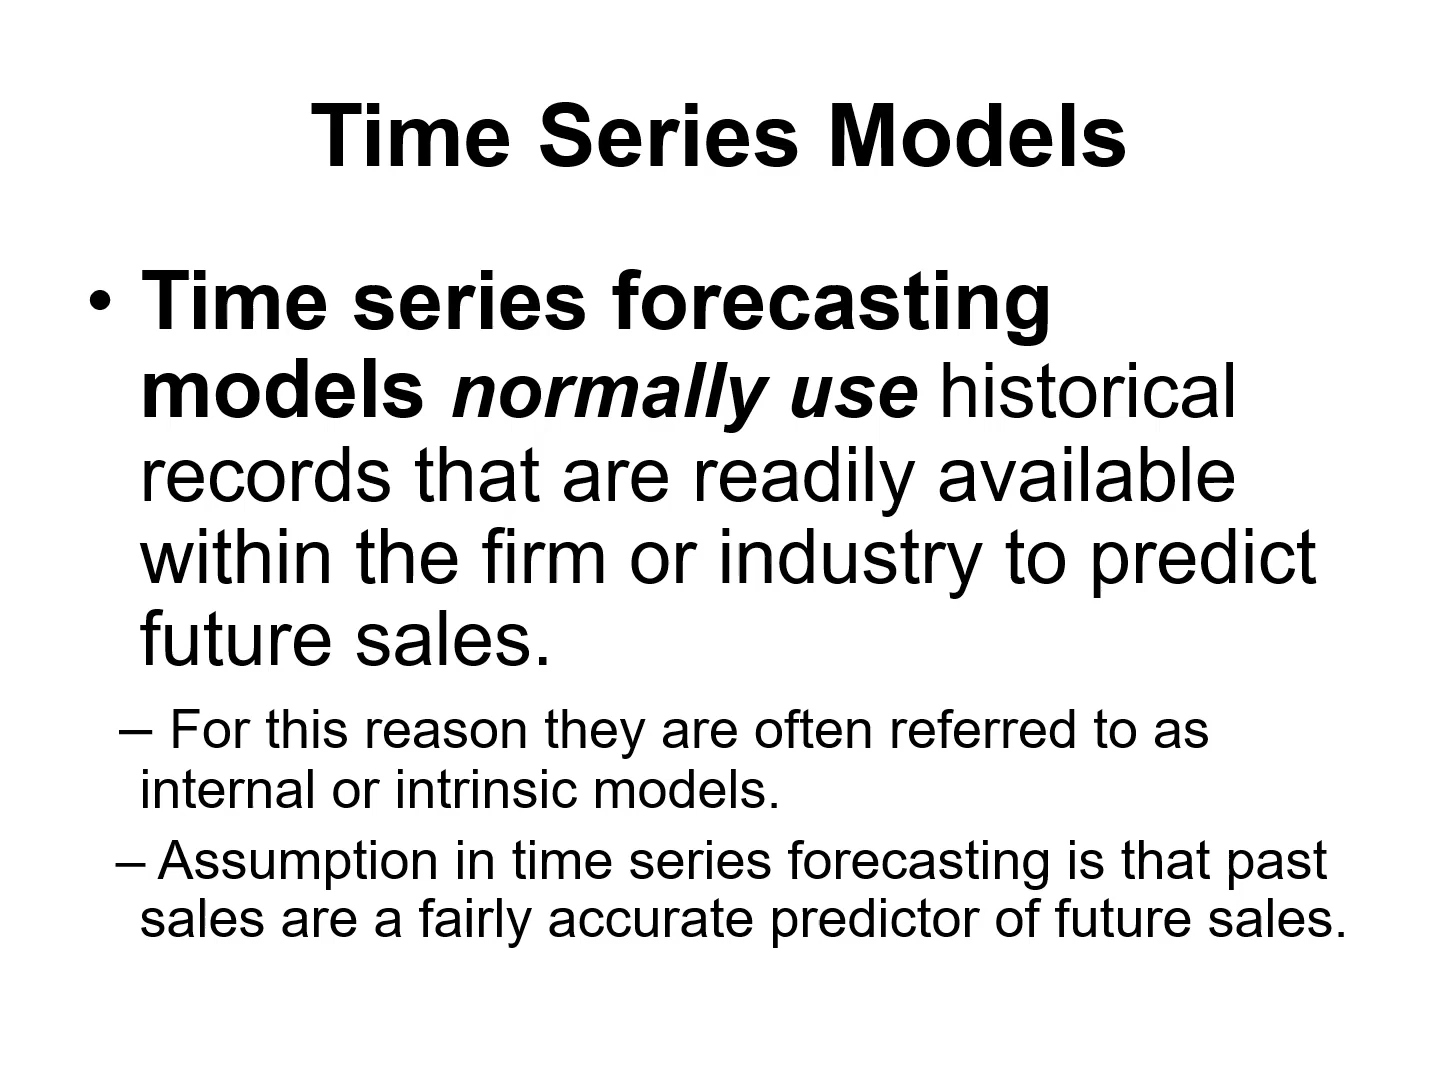 Time Series Models
• Time series forecasting
models normally use historical
records that are readily available
within the firm or industry to predict
future sales.
– For this reason they are often referred to as
internal or intrinsic models.
– Assumption in time series forecasting is that past
sales are a fairly accurate predictor of future sales.